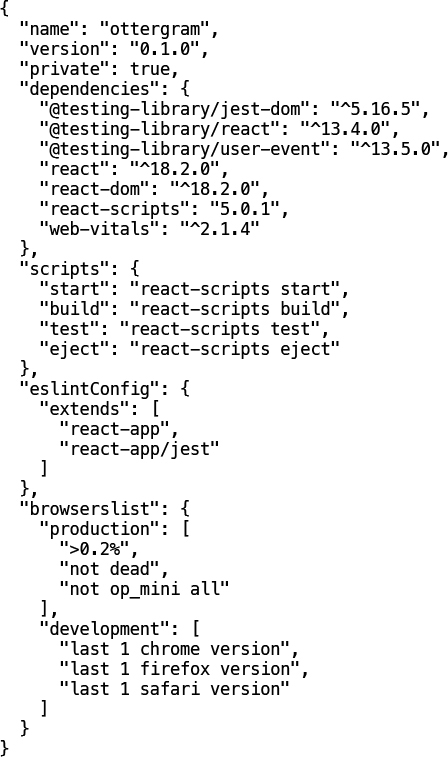 {
  "name": "ottergram",
  "version": "0.1.0",
  "private": true,
  "dependencies": {
    "@testing-library/jest-dom": "^5.16.5",
    "@testing-library/react": "^13.4.0",
    "@testing-library/user-event": "^13.5.0",
    "react": "^18.2.0",
    "react-dom": "^18.2.0",
    "react-scripts": "5.0.1",
    "web-vitals": "^2.1.4"
  },
  "scripts": {
    "start": "react-scripts start",
    "build": "react-scripts build",
    "test": "react-scripts test",
    "eject": "react-scripts eject"
  },
  "eslintConfig": {
    "extends": [
      "react-app",
      "react-app/jest"
    ]
  },
  "browserslist": {
    "production": [
      ">0.2%",
      "not dead",
      "not op_mini all"
    ],
    "development": [
      "last 1 chrome version",
      "last 1 firefox version",
      "last 1 safari version"
    ]
  }
}